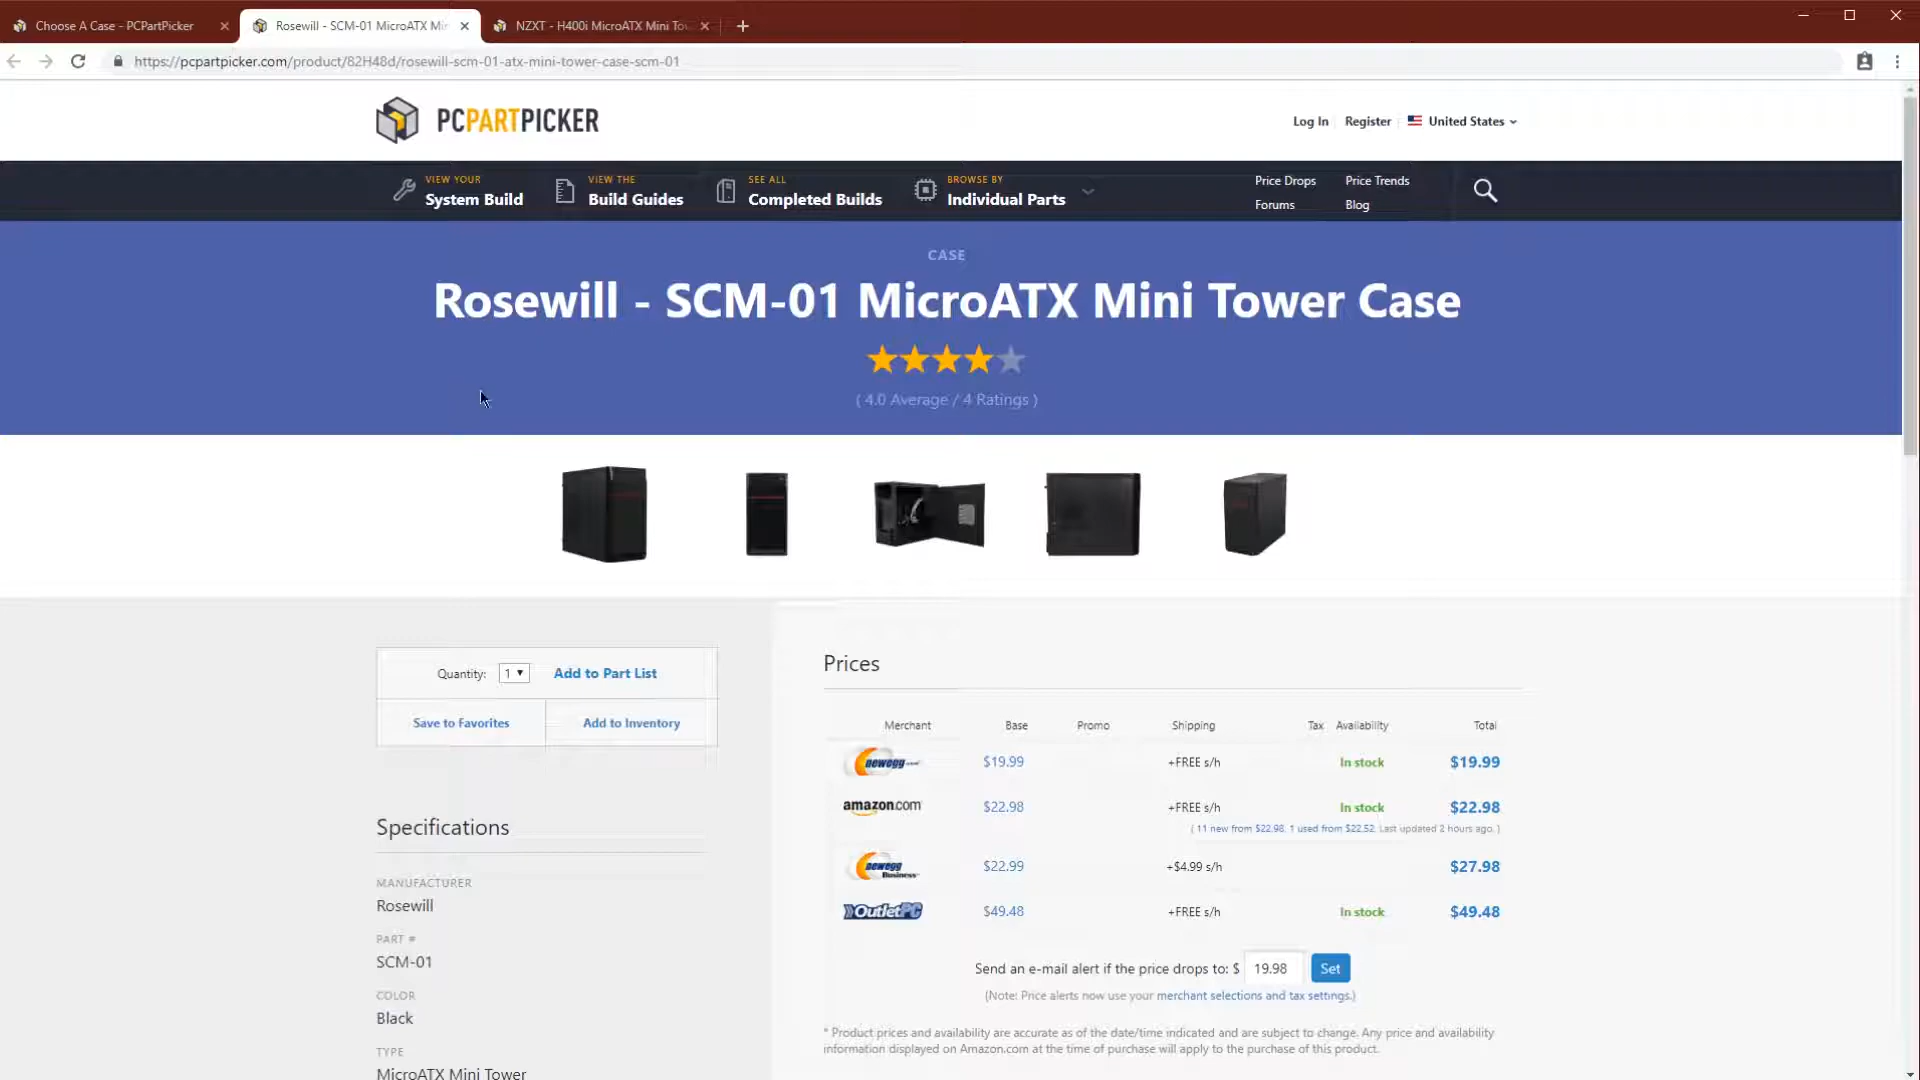 Choose A Case - PCPartPicker
Rosewill - SCM-01 MicroATX Mi
NZXT - H400i MicroATX Mini To
https://pcpartpicker.com/product/82H48d/rosewill-scm-01-atx-mini-tower-case-scm-01
PCPARTPICKER
Log In Register United States
VIEW YOUR
System Build
VIEW THE
Build Guides
SEE ALL
Completed Builds
BROWSE BY
Individual Parts
Price Drops Price Trends
Forums Blog
CASE
Rosewill - SCM-01 MicroATX Mini Tower Case
( 4.0 Average / 4 Ratings )
Quantity: 1 Add to Part List
Save to Favorites Add to Inventory
Specifications
MANUFACTURER
Rosewill
PART #
SCM-01
COLOR
Black
TYPE
MicroATX Mini Tower
Prices
Merchant Base Promo Shipping Tax Availability Total
newegg $19.99 +FREE s/h In stock $19.99
amazon.com $22.98 +FREE s/h In stock $22.98
( 11 new from $22.98, 1 used from $22.52, Last updated 2 hours ago. )
newegg Business $22.99 +$4.99 s/h $27.98
OutletPC $49.48 +FREE s/h In stock $49.48
Send an e-mail alert if the price drops to: $ 19.98 Set
(Note: Price alerts now use your merchant selections and tax settings.)
* Product prices and availability are accurate as of the date/time indicated and are subject to change. Any price and availability
information displayed on Amazon.com at the time of purchase will apply to the purchase of this product.